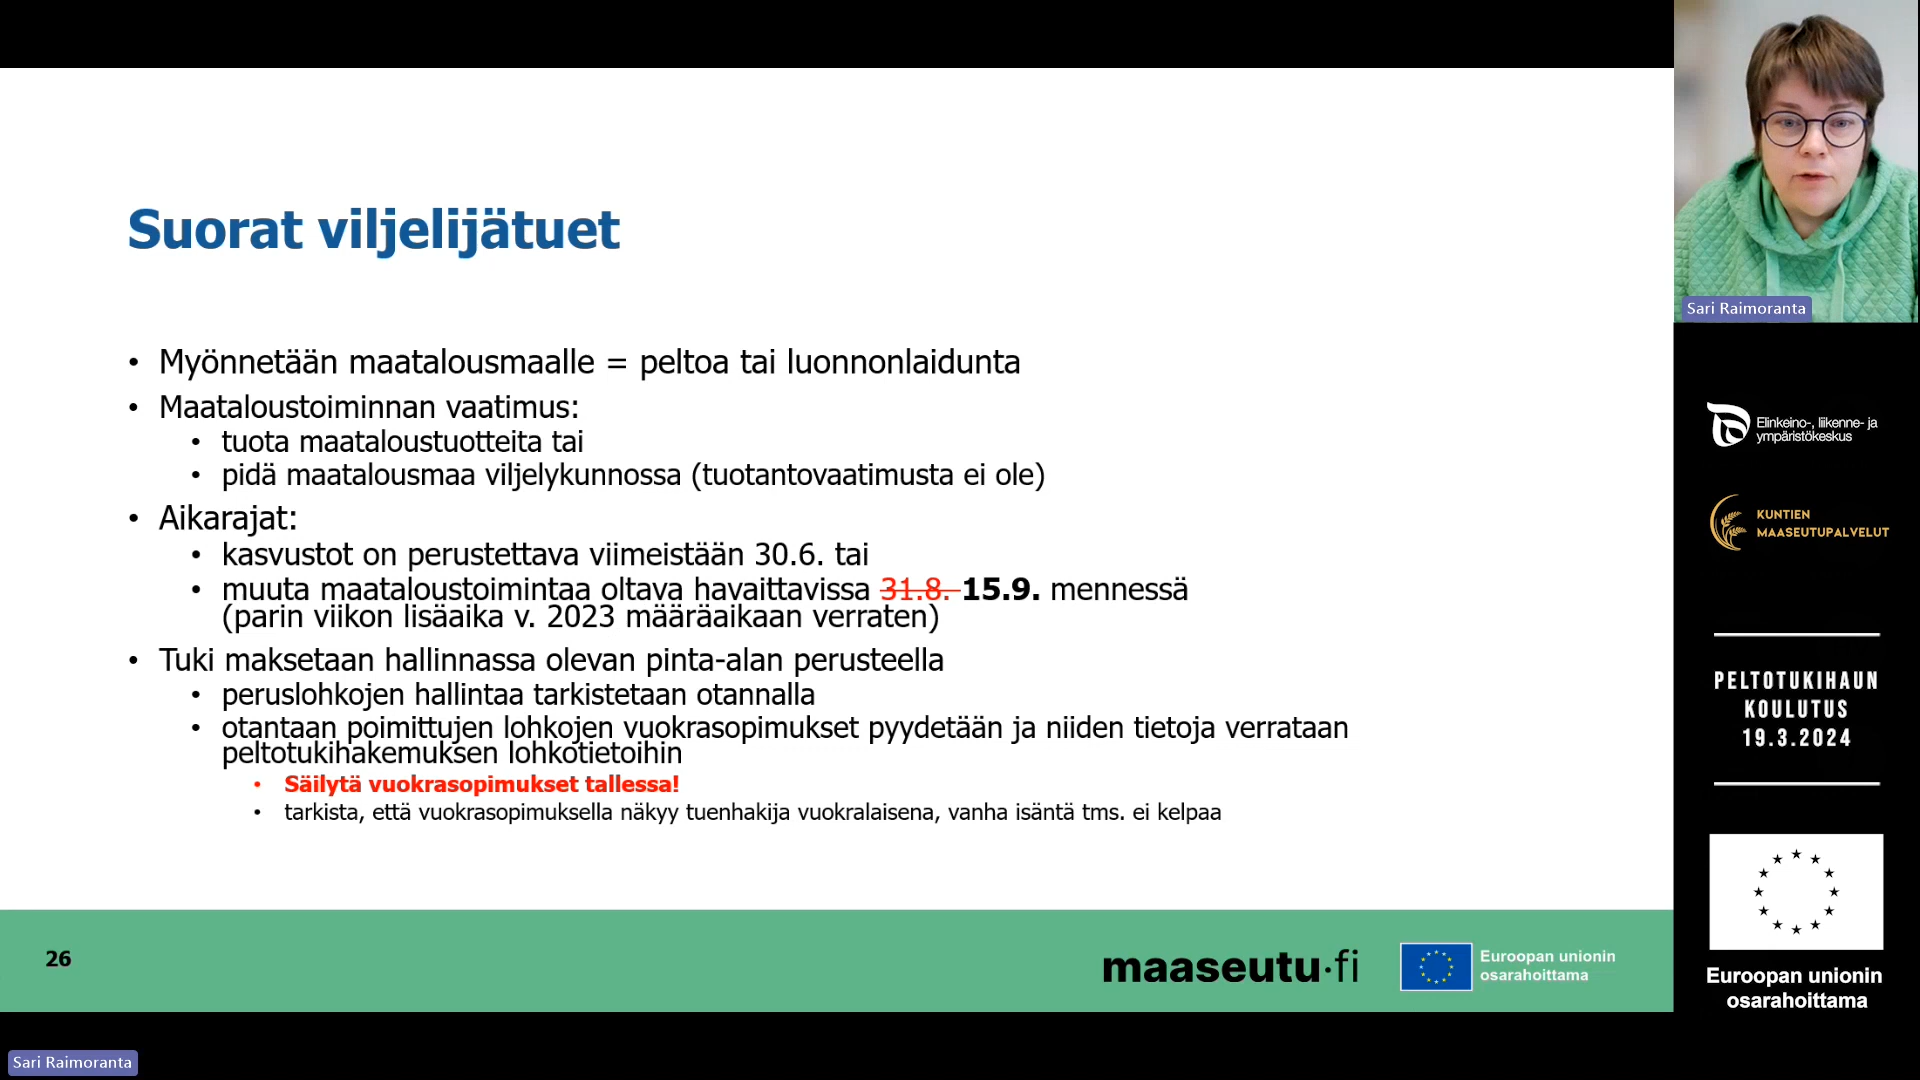 Suorat viljelijätuet
• Myönnetään maatalousmaalle = peltoa tai luonnonlaidunta
• Maataloustoiminnan vaatimus:
• tuota maataloustuotteita tai
• pidä maatalousmaa viljelykunnossa (tuotantovaatimusta ei ole)
• Aikarajat:
• kasvustot on perustettava viimeistään 30.6. tai
• muuta maataloustoimintaa oltava havaittavissa 31.8. 15.9. mennessä
(parin viikon lisäaika v. 2023 määräaikaan verraten)
• Tuki maksetaan hallinnassa olevan pinta-alan perusteella
• peruslohkojen hallintaa tarkistetaan otannalla
• otantaan poimittujen lohkojen vuokrasopimukset pyydetään ja niiden tietoja verrataan
peltotukihakemuksen lohkotietoihin
• Säilytä vuokrasopimukset tallessa!
• tarkista, että vuokrasopimuksella näkyy tuenhakija vuokralaisena, vanha isäntä tms. ei kelpaa
26
maaseutu.fi
Euroopan unionin
osarahoittama
Sari Raimoranta
Elinkeino-, liikenne- ja
ympäristökeskus
KUNTIEN
MAASEUTUPALVELUT
PELTOTUKIHAUN
KOULUTUS
19.3.2024
Euroopan unionin
osarahoittama
Sari Raimoranta